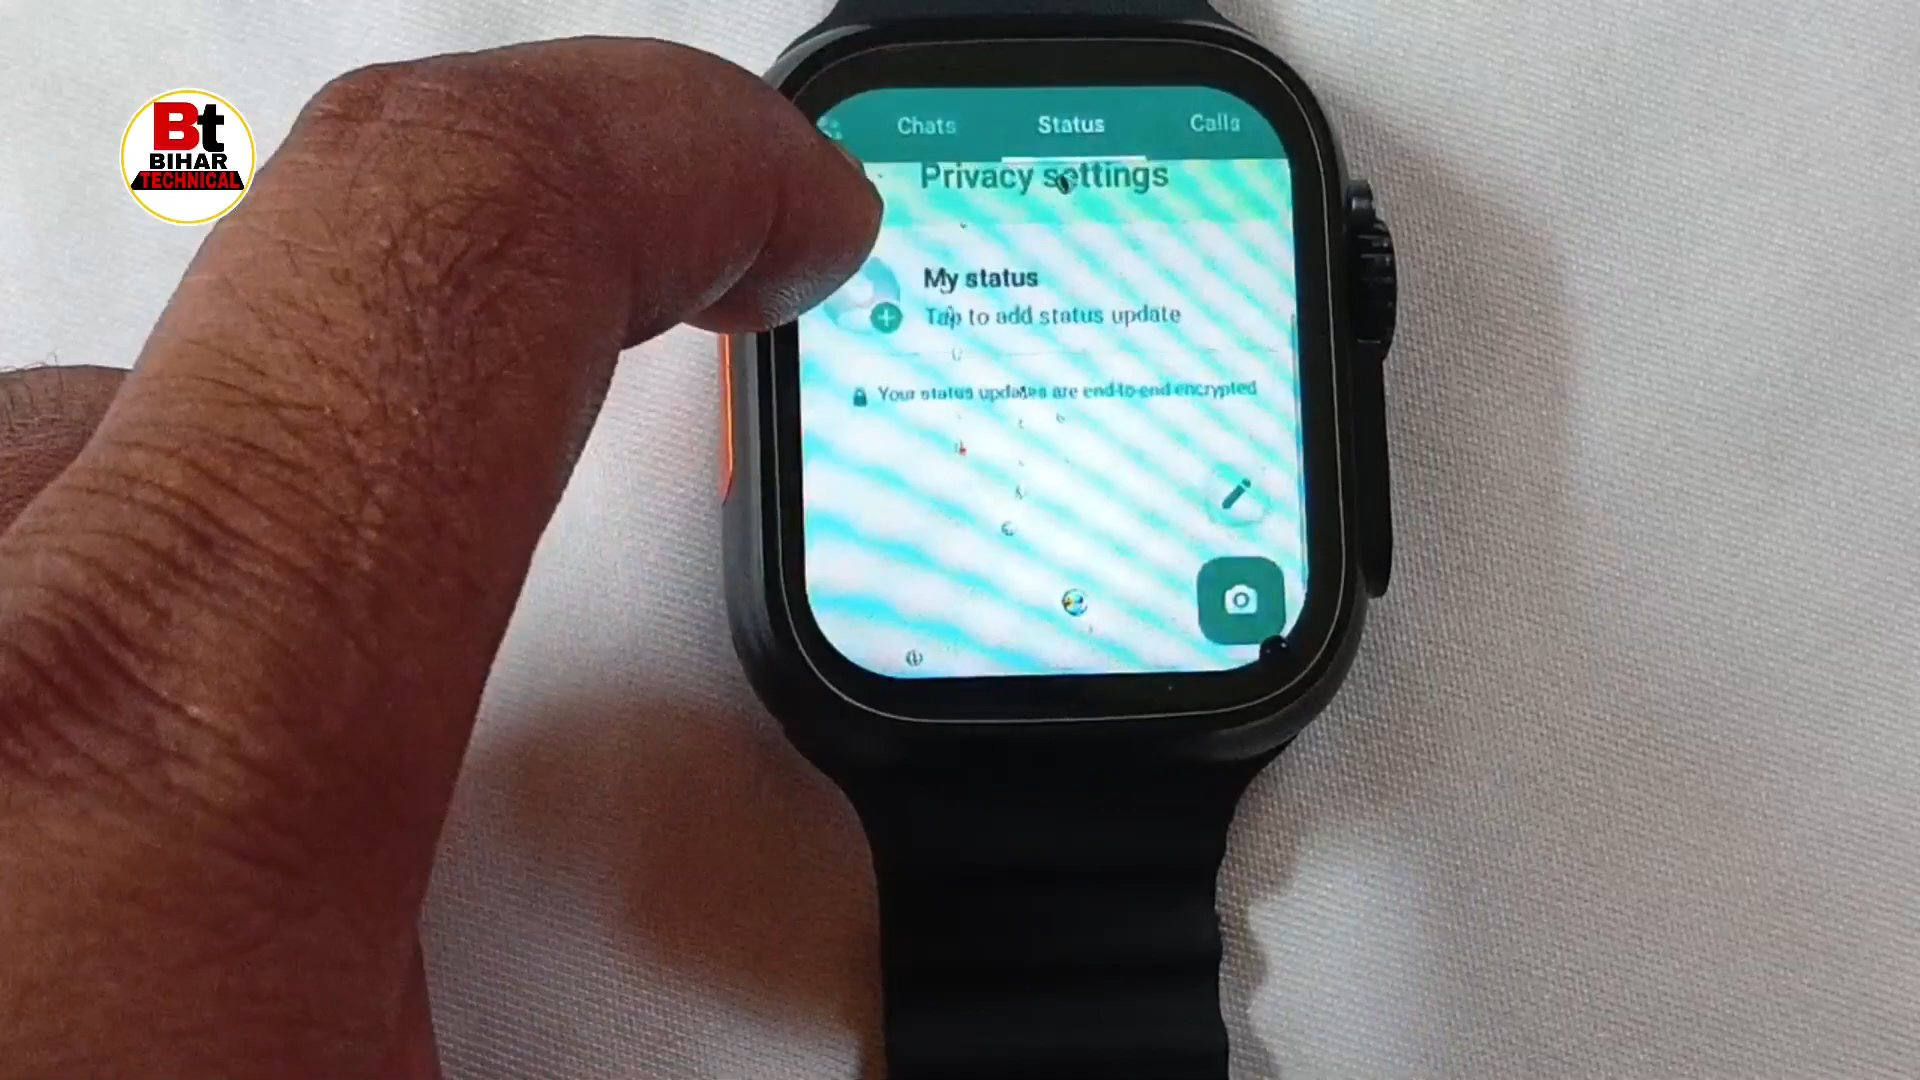 Bt
BIHAR
TECHNICAL
Chats Status Calls
Privacy settings
My status
Tap to add status update
Your status updates are end-to-end encrypted